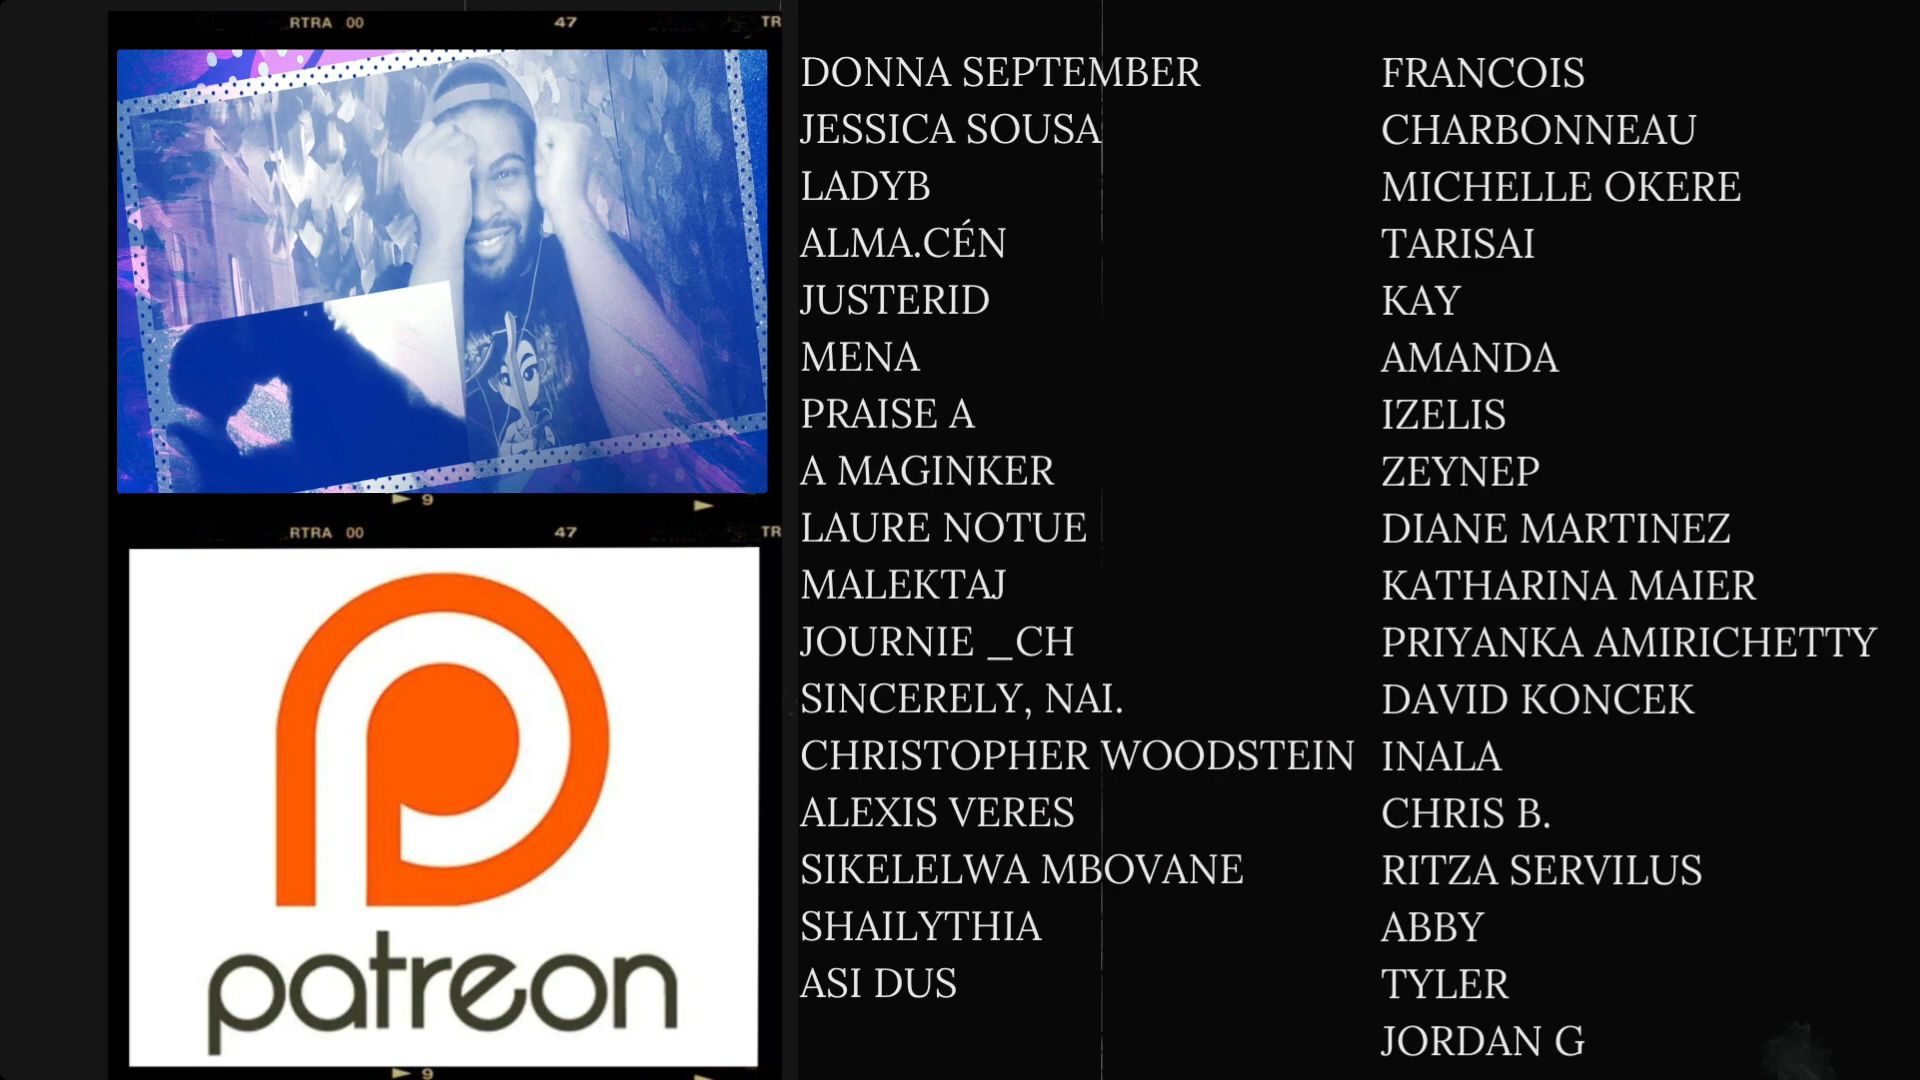 RTRA 00 47 TR
9
RTRA 00 47 TR
patreon
9
DONNA SEPTEMBER
JESSICA SOUSA
LADYB
ALMA.CÉN
JUSTERID
MENA
PRAISE A
A MAGINKER
LAURE NOTUE
MALEKTAJ
JOURNIE _CH
SINCERELY, NAI.
CHRISTOPHER WOODSTEIN
ALEXIS VERES
SIKELELWA MBOVANE
SHAILYTHIA
ASI DUS
FRANCOIS
CHARBONNEAU
MICHELLE OKERE
TARISAI
KAY
AMANDA
IZELIS
ZEYNEP
DIANE MARTINEZ
KATHARINA MAIER
PRIYANKA AMIRICHETTY
DAVID KONCEK
INALA
CHRIS B.
RITZA SERVILUS
ABBY
TYLER
JORDAN G